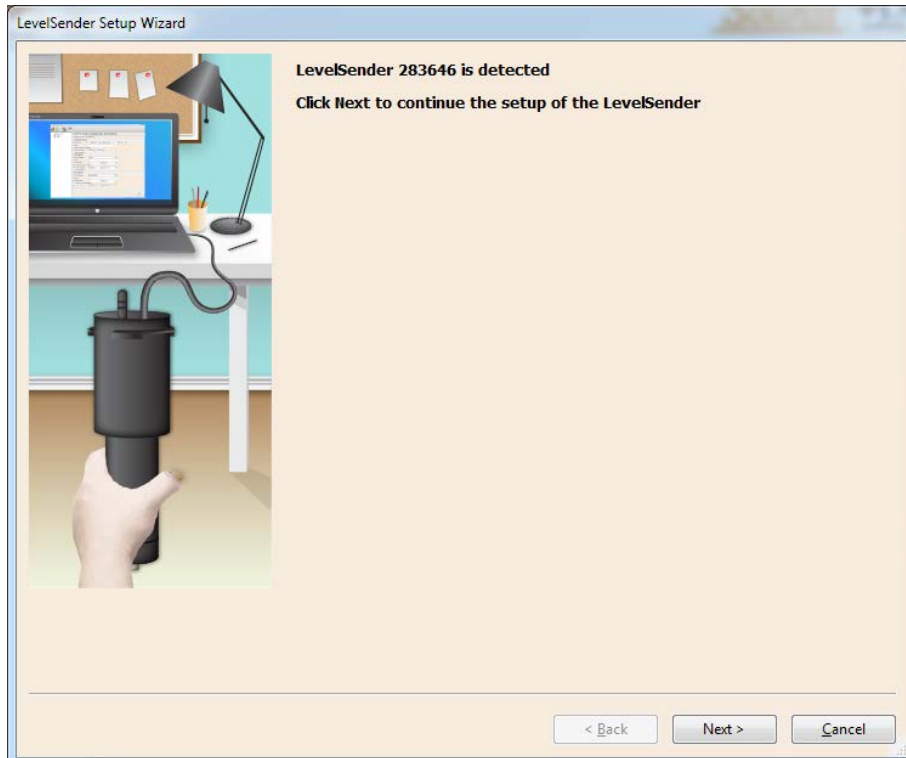 LevelSender Setup Wizard
LevelSender 283646 is detected
Click Next to continue the setup of the LevelSender
< Back
Next >
Cancel